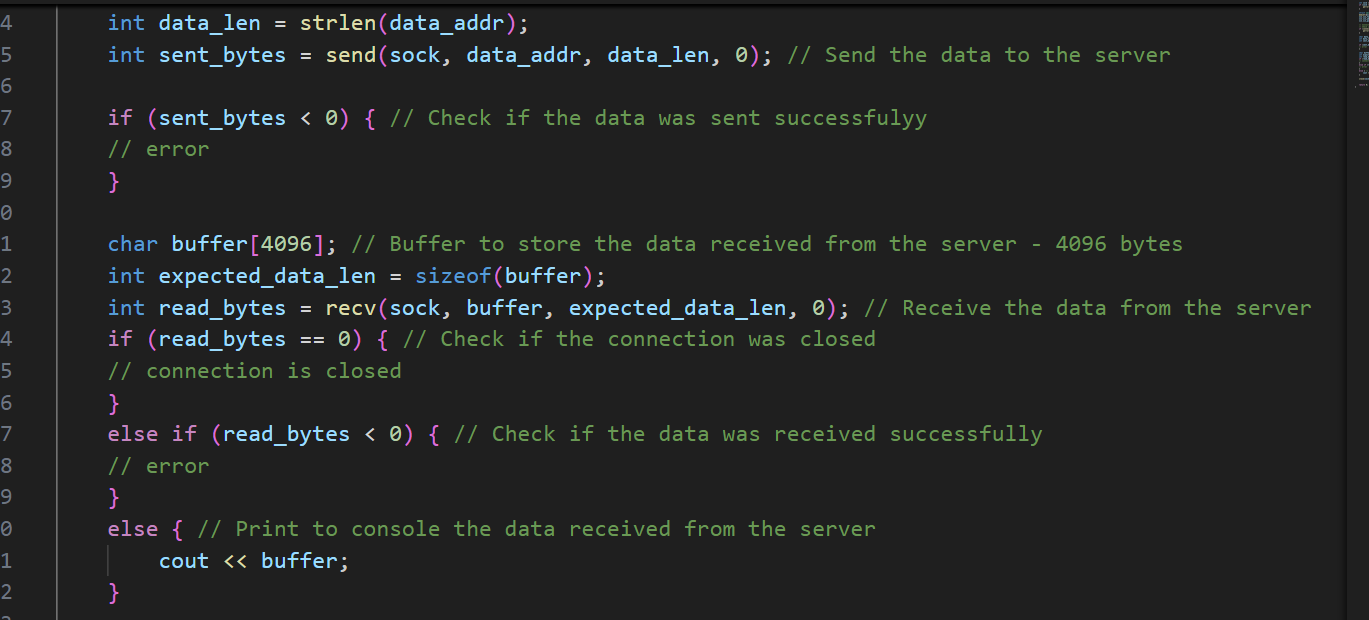 4 int data_len = strlen(data_addr);
5 int sent_bytes = send(sock, data_addr, data_len, 0); // Send the data to the server
6
7 if (sent_bytes < 0) { // Check if the data was sent successfulyy
8 // error
9 }
0
1 char buffer[4096]; // Buffer to store the data received from the server - 4096 bytes
2 int expected_data_len = sizeof(buffer);
3 int read_bytes = recv(sock, buffer, expected_data_len, 0); // Receive the data from the server
4 if (read_bytes == 0) { // Check if the connection was closed
5 // connection is closed
6 }
7 else if (read_bytes < 0) { // Check if the data was received successfully
8 // error
9 }
0 else { // Print to console the data received from the server
1 cout << buffer;
2 }